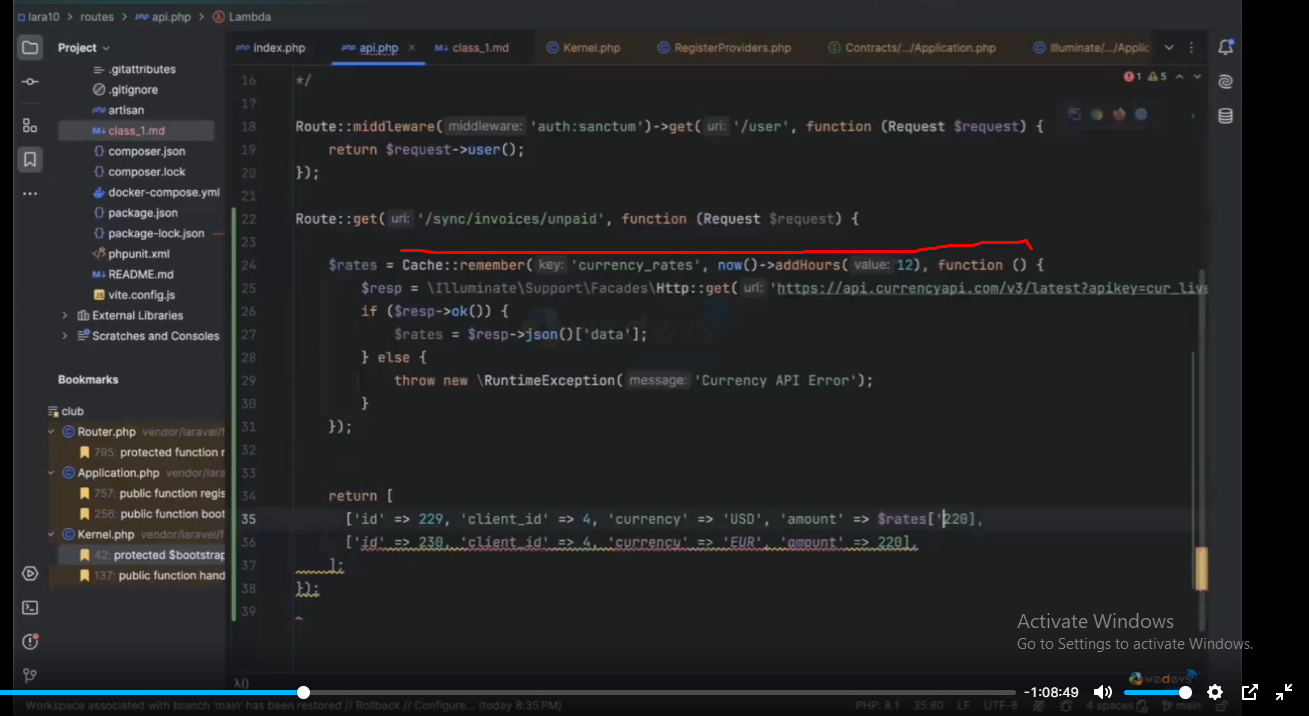 lara10 > routes > php api.php > Lambda
Project
index.php
api.php
class_1.md
Kernel.php
RegisterProviders.php
Contracts/.../Application.php
Illuminate/.../Applic
.gitattributes
.gitignore
artisan
class_1.md
composer.json
composer.lock
docker-compose.yml
package.json
package-lock.json
phpunit.xml
README.md
vite.config.js
External Libraries
Scratches and Consoles
Bookmarks
club
Router.php vendor/laravel/f
795: protected function r
Application.php vendor/lara
757: public function regis
256: public function boot
Kernel.php vendor/laravel/f
42: protected $bootstrap
137: public function hand
1 5
16 */
17
18 Route::middleware( middleware: 'auth:sanctum')->get( uri: '/user', function (Request $request) {
19 return $request->user();
20 });
21
22 Route::get( uri: '/sync/invoices/unpaid', function (Request $request) {
23
24 $rates = Cache::remember( key: 'currency_rates', now()->addHours( value: 12), function () {
25 $resp = \Illuminate\Support\Facades\Http::get( uri: 'https://api.currencyapi.com/v3/latest?apikey=cur_live
26 if ($resp->ok()) {
27 $rates = $resp->json()['data'];
28 } else {
29 throw new \RuntimeException( message: 'Currency API Error');
30 }
31 });
32
33
34 return [
35 ['id' => 229, 'client_id' => 4, 'currency' => 'USD', 'amount' => $rates['220],
36 ['id' => 230, 'client_id' => 4, 'currency' => 'EUR', 'amount' => 220],
37 ];
38 });
39
wedevs
Activate Windows
Go to Settings to activate Windows.
λ()
wedevs
-1:08:49
Workspace associated with branch 'main' has been restored // Rollback // Configure... (today 8:35 PM)
PHP: 8.1 35:80 LF UTF-8 4 spaces main